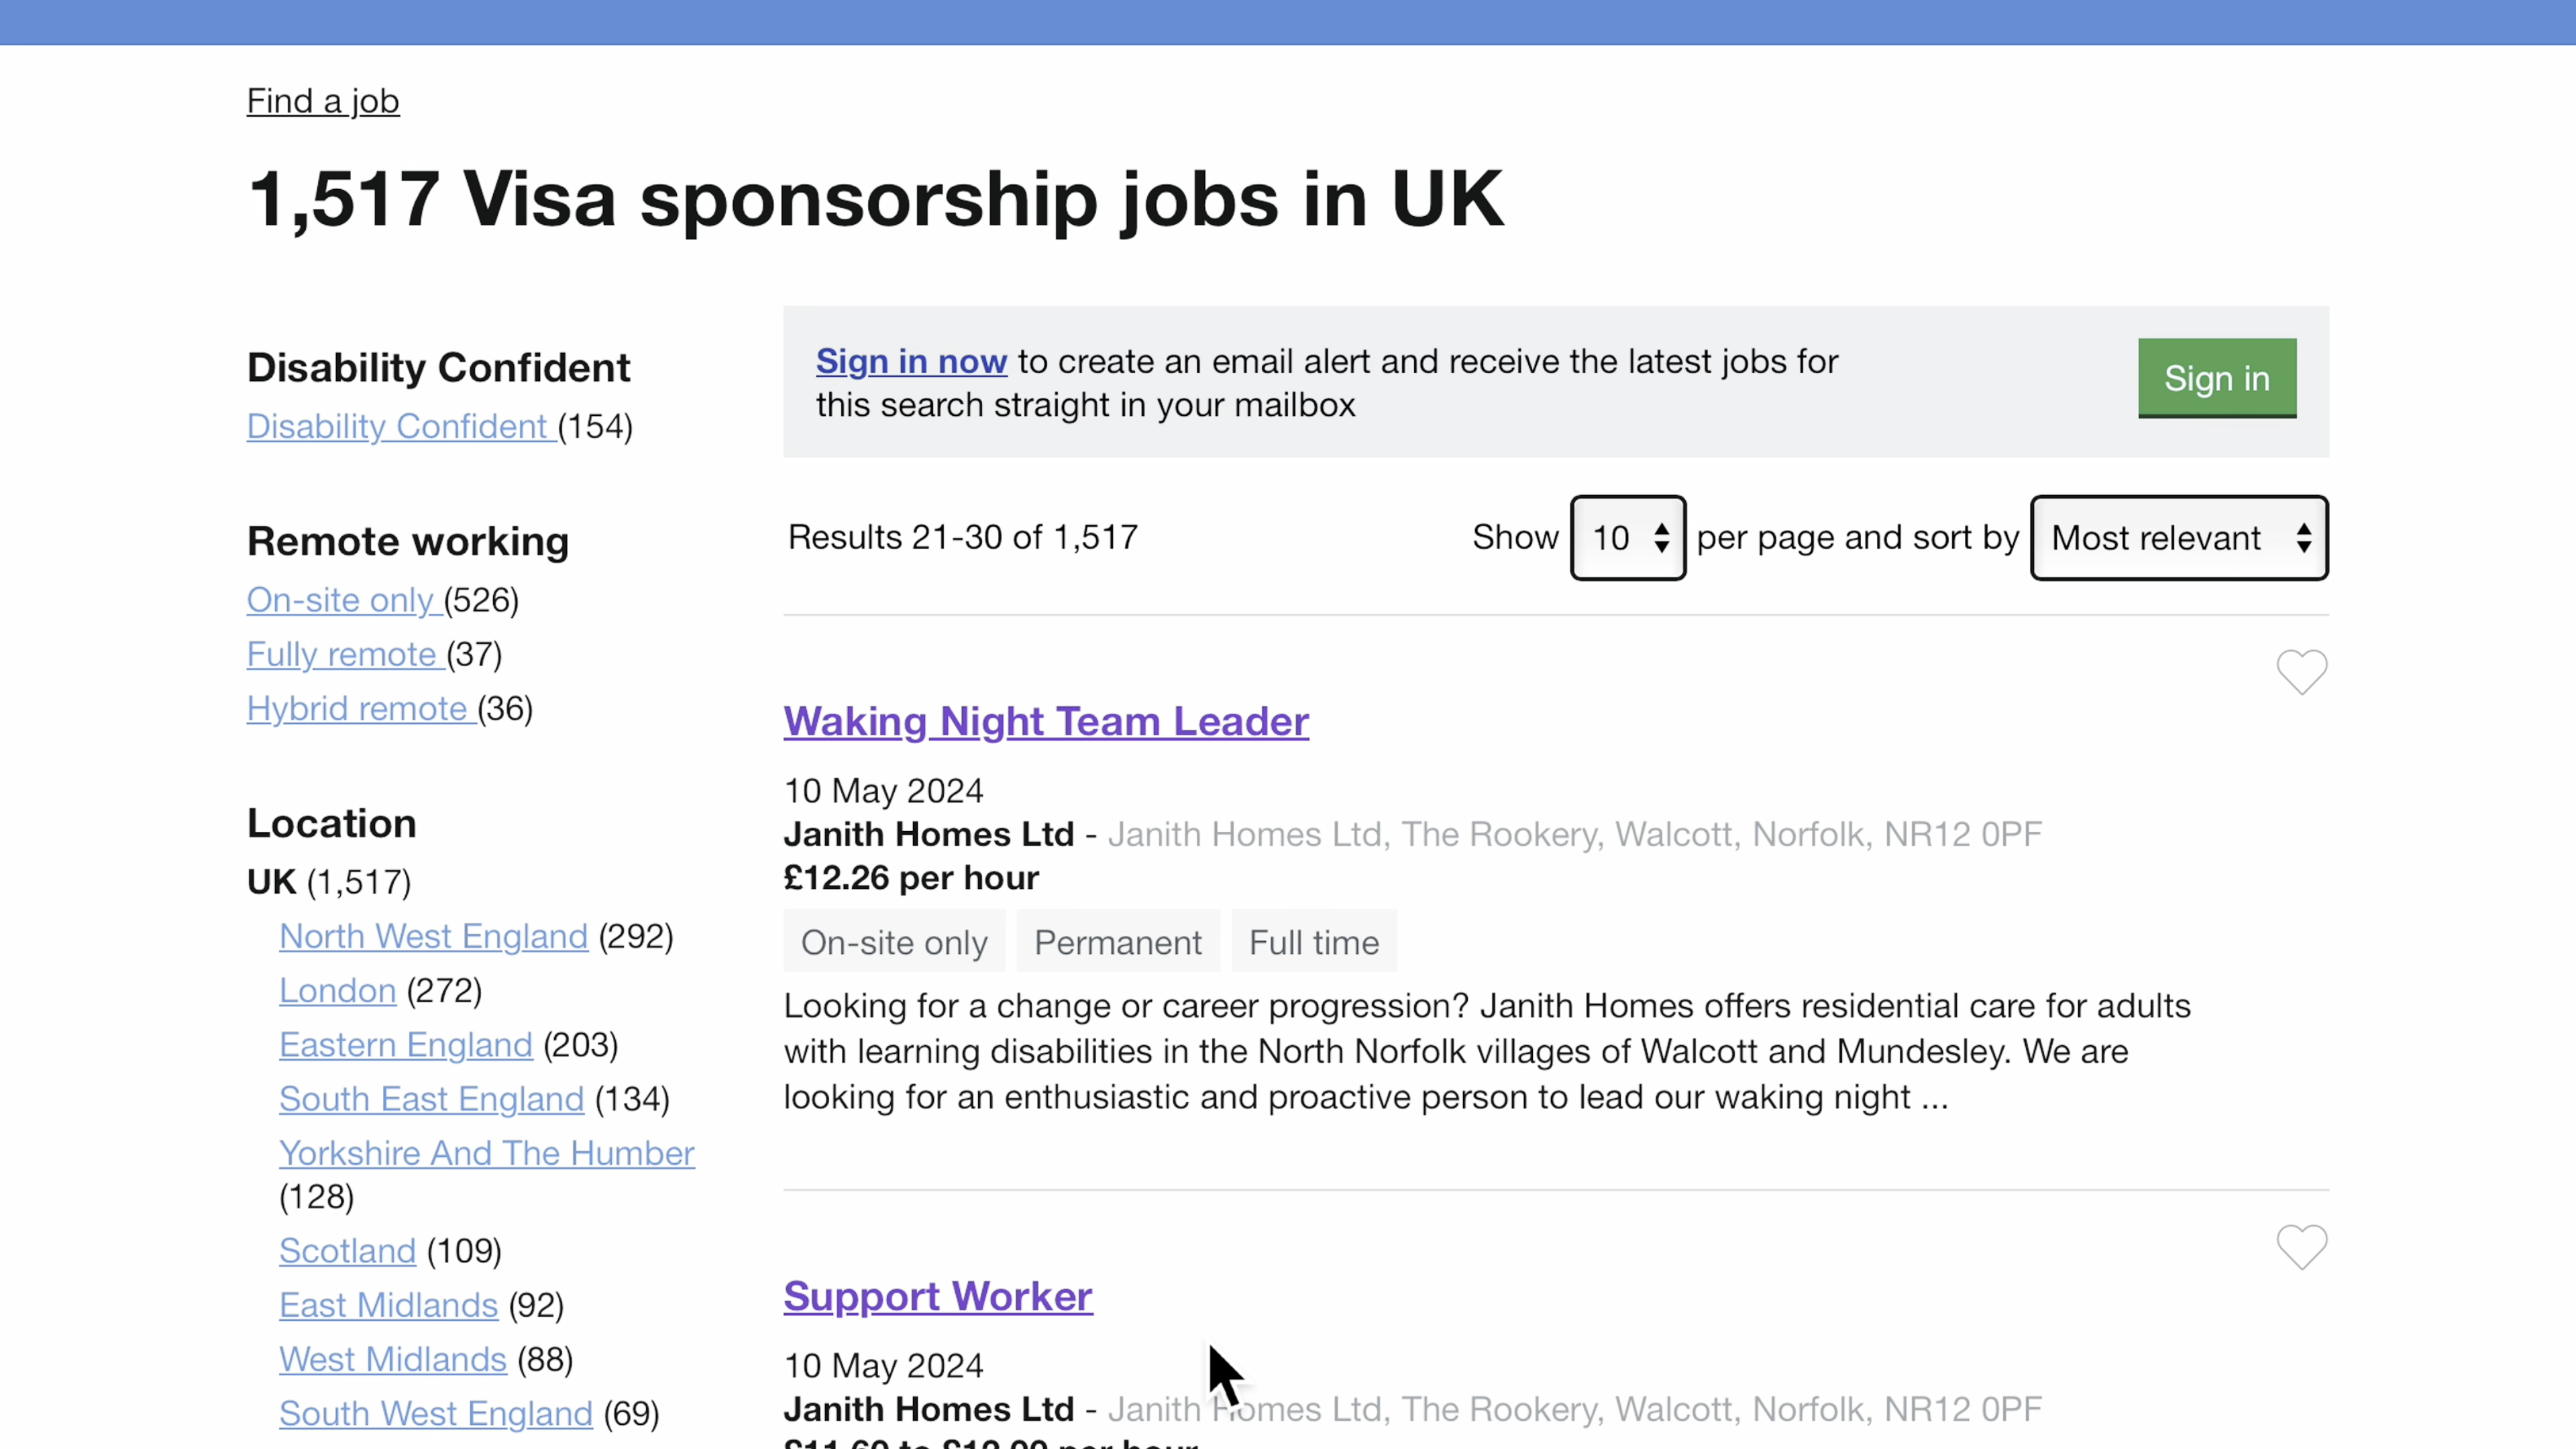 Find a job
1,517 Visa sponsorship jobs in UK
Disability Confident
Disability Confident (154)
Remote working
On-site only (526)
Fully remote (37)
Hybrid remote (36)
Location
UK (1,517)
North West England (292)
London (272)
Eastern England (203)
South East England (134)
Yorkshire And The Humber
(128)
Scotland (109)
East Midlands (92)
West Midlands (88)
South West England (69)
Sign in now to create an email alert and receive the latest jobs for
this search straight in your mailbox
Sign in
Results 21-30 of 1,517
Show 10 per page and sort by Most relevant
Waking Night Team Leader
10 May 2024
Janith Homes Ltd - Janith Homes Ltd, The Rookery, Walcott, Norfolk, NR12 0PF
£12.26 per hour
On-site only Permanent Full time
Looking for a change or career progression? Janith Homes offers residential care for adults
with learning disabilities in the North Norfolk villages of Walcott and Mundesley. We are
looking for an enthusiastic and proactive person to lead our waking night ...
Support Worker
10 May 2024
Janith Homes Ltd - Janith Homes Ltd, The Rookery, Walcott, Norfolk, NR12 0PF
to per hour